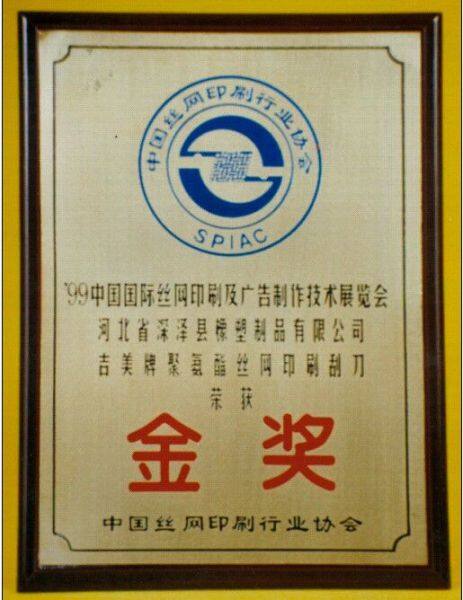 中国丝网印刷行业协会
SPIAC
'99中国国际丝网印刷及广告制作技术展览会
河北省深泽县橡塑制品有限公司
吉美牌聚氨酯丝网印刷刮刀
荣获
金奖
中国丝网印刷行业协会